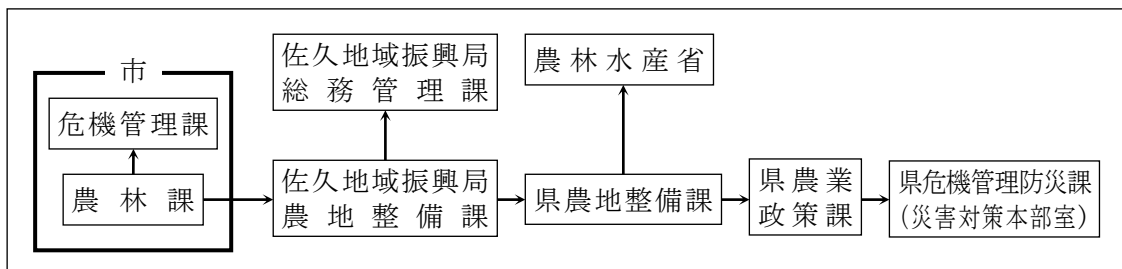 市
危機管理課
農林課
佐久地域振興局
総務管理課
佐久地域振興局
農地整備課
農林水産省
県農地整備課
県農業
政策課
県危機管理防災課
(災害対策本部室)